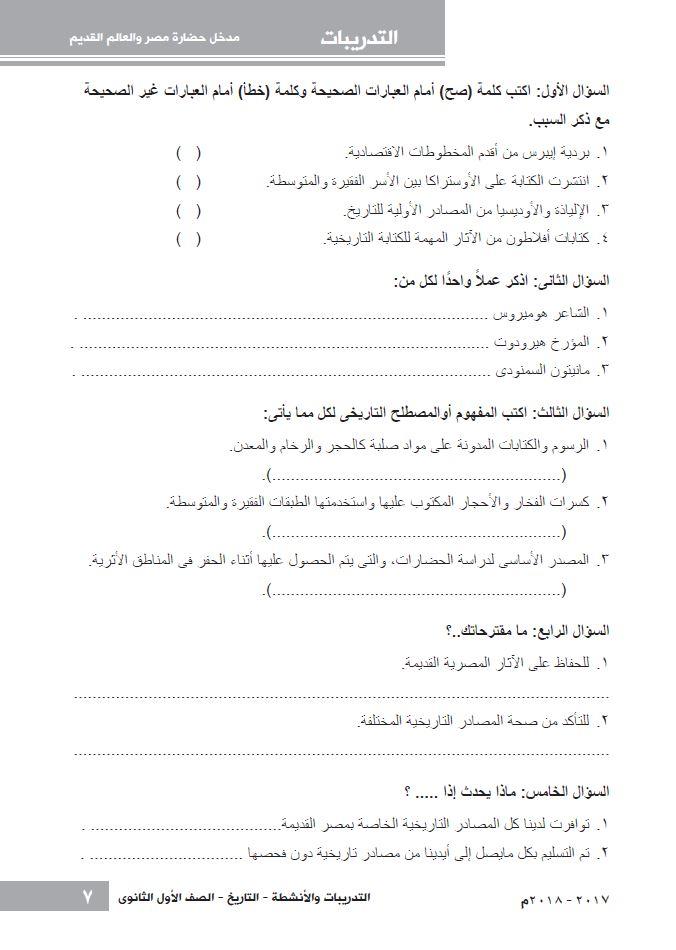 التدريبات
مدخل حضارة مصر والعالم القديم
السؤال الأول: اكتب كلمة (صح) أمام العبارات الصحيحة وكلمة (خطأ) أمام العبارات غير الصحيحة
مع ذكر السبب.
١. بردية إيبرس من أقدم المخطوطات الاقتصادية. ( )
٢. انتشرت الكتابة على الأوستراكا بين الأسر الفقيرة والمتوسطة. ( )
٣. الإلياذة والأوديسيا من المصادر الأولية للتاريخ. ( )
٤. كتابات أفلاطون من الآثار المهمة للكتابة التاريخية. ( )
السؤال الثانى: اذكر عملاً واحدًا لكل من:
١. الشاعر هوميروس ........................................................................................ .
٢. المؤرخ هيرودوت ........................................................................................ .
٣. مانيتون السمنودى ........................................................................................ .
السؤال الثالث: اكتب المفهوم أوالمصطلح التاريخى لكل مما يأتى:
١. الرسوم والكتابات المدونة على مواد صلبة كالحجر والرخام والمعدن.
(..............................................................).
٢. كسرات الفخار والأحجار المكتوب عليها واستخدمتها الطبقات الفقيرة والمتوسطة.
(..............................................................).
٣. المصدر الأساسى لدراسة الحضارات، والتى يتم الحصول عليها أثناء الحفر فى المناطق الأثرية.
(..............................................................).
السؤال الرابع: ما مقترحاتك..؟
١. للحفاظ على الآثار المصرية القديمة.
....................................................................................................................
٢. للتأكد من صحة المصادر التاريخية المختلفة.
....................................................................................................................
السؤال الخامس: ماذا يحدث إذا ..... ؟
١. توافرت لدينا كل المصادر التاريخية الخاصة بمصر القديمة......................................... .
٢. تم التسليم بكل مايصل إلى أيدينا من مصادر تاريخية دون فحصها ................................. .
٢٠١٧ - ٢٠١٨م
التدريبات والأنشطة - التاريخ - الصف الأول الثانوى
٧